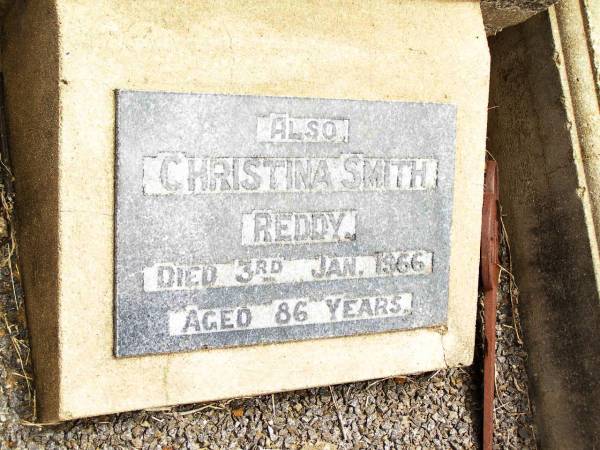 ALSO
CHRISTINA SMITH
REDDY.
DIED 3RD JAN. 1966
AGED 86 YEARS.